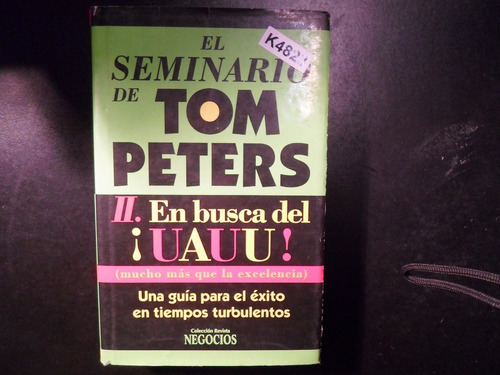 EL
SEMINARIO
DE TOM
PETERS
II. En busca del
¡UAUU!
(mucho más que la excelencia)
Una guía para el éxito
en tiempos turbulentos
Colección Revista
NEGOCIOS